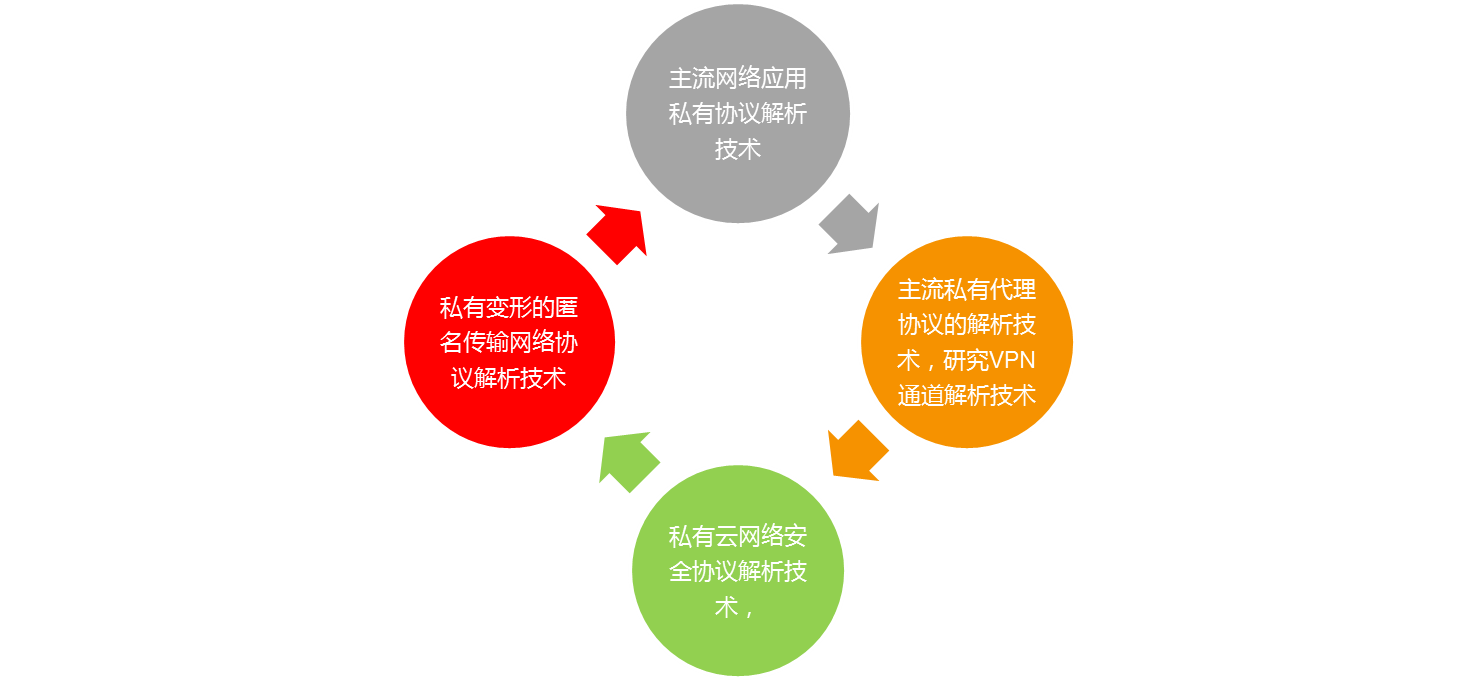 主流网络应用
私有协议解析
技术
主流私有代理
协议的解析技
术，研究VPN
通道解析技术
私有云网络安
全协议解析技
术，
私有变形的匿
名传输网络协
议解析技术